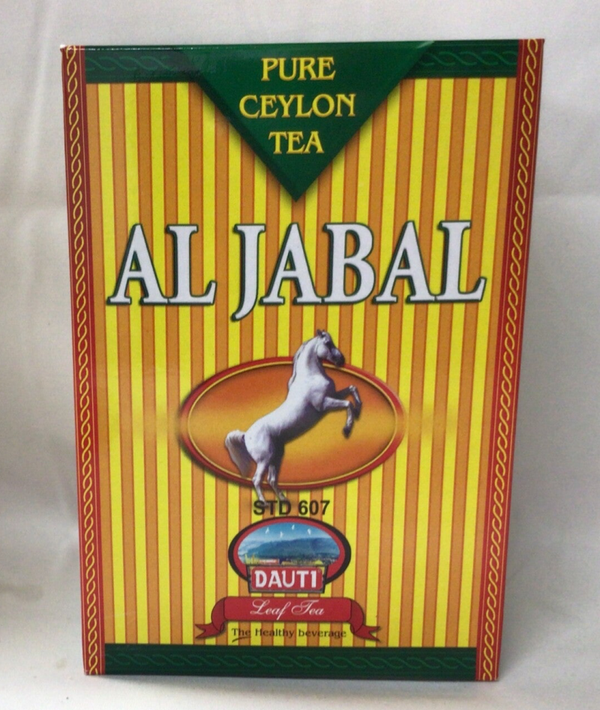 PURE
CEYLON
TEA
AL JABAL
STD 607
DAUTI
Leaf Tea
The Healthy beverage